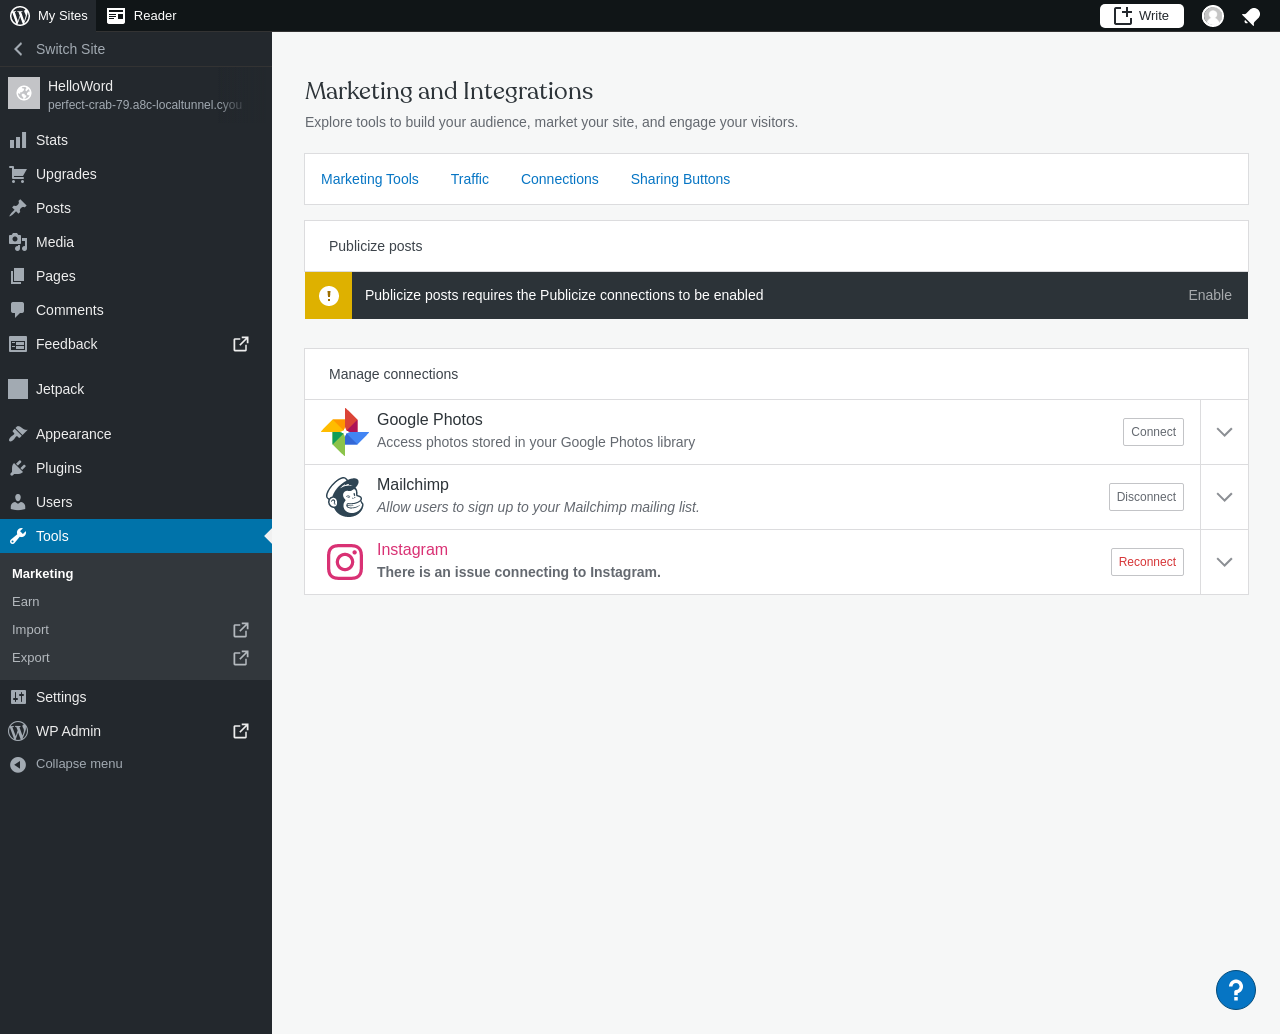 My Sites
Reader
Write
Switch Site
HelloWord
perfect-crab-79.a8c-localtunnel.cyou
Stats
Upgrades
Posts
Media
Pages
Comments
Feedback
Jetpack
Appearance
Plugins
Users
Tools
Marketing
Earn
Import
Export
Settings
WP Admin
Collapse menu
Marketing and Integrations
Explore tools to build your audience, market your site, and engage your visitors.
Marketing Tools
Traffic
Connections
Sharing Buttons
Publicize posts
Publicize posts requires the Publicize connections to be enabled
Enable
Manage connections
Google Photos
Access photos stored in your Google Photos library
Connect
Mailchimp
Allow users to sign up to your Mailchimp mailing list.
Disconnect
Instagram
There is an issue connecting to Instagram.
Reconnect